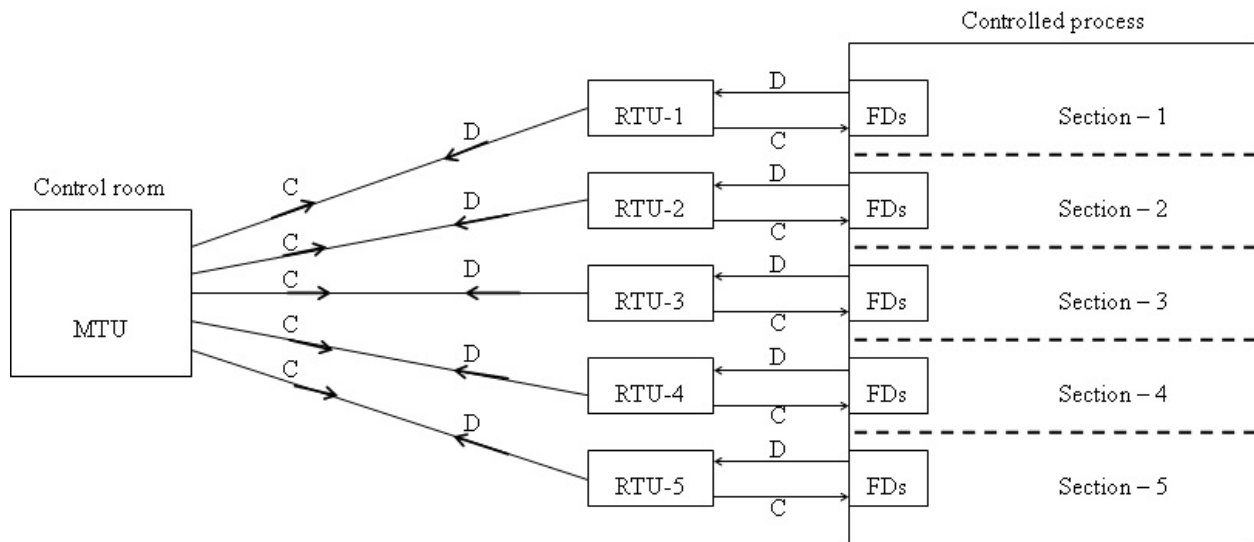 Controlled process
D
RTU-1
FDs
Section – 1
C
D
C
Control room
D
RTU-2
FDs
Section – 2
C
D
C
MTU
D
RTU-3
FDs
Section – 3
C
D
C
D
RTU-4
FDs
Section – 4
C
D
C
D
RTU-5
FDs
Section – 5
C
D
C